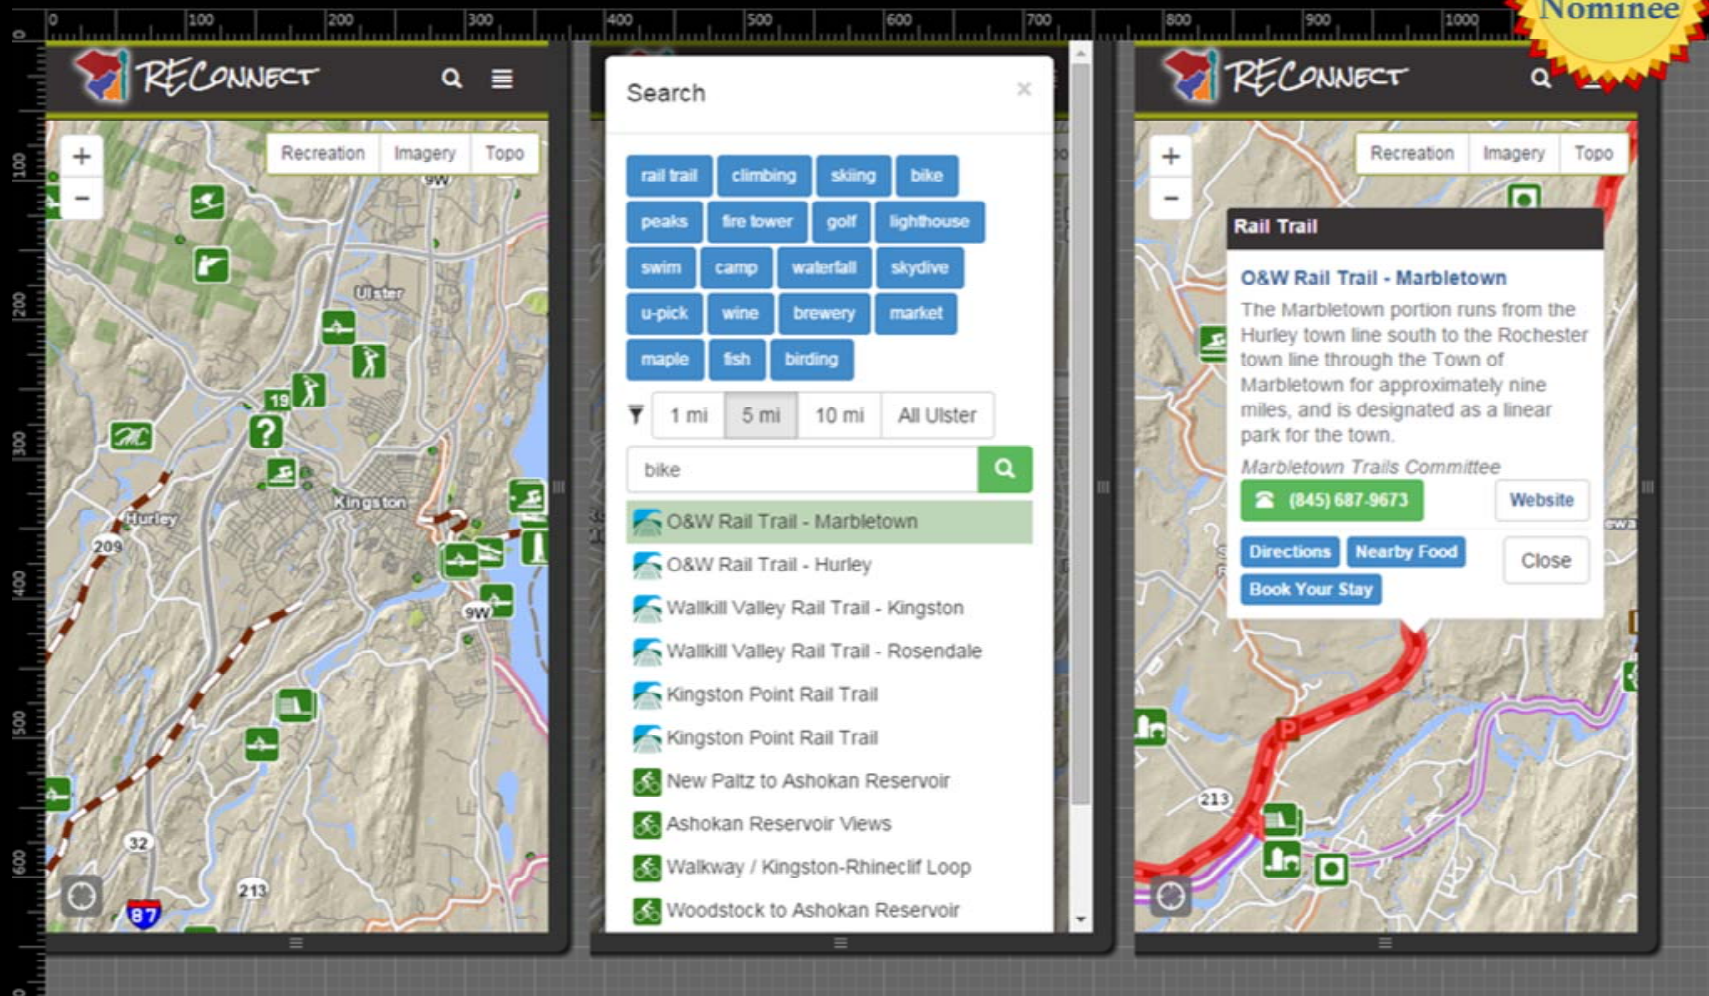 0 100 200 300 400 500 600 700 800 900 1000
Nominee
0
100
200
300
400
500
600
REConnect
+
−
Recreation Imagery Topo
9W
Ulster
19
?
Kingston
Hurley
209
9W
32
213
87
Search
×
rail trail climbing skiing bike
peaks fire tower golf lighthouse
swim camp waterfall skydive
u-pick wine brewery market
maple fish birding
1 mi 5 mi 10 mi All Ulster
bike
O&W Rail Trail - Marbletown
O&W Rail Trail - Hurley
Wallkill Valley Rail Trail - Kingston
Wallkill Valley Rail Trail - Rosendale
Kingston Point Rail Trail
Kingston Point Rail Trail
New Paltz to Ashokan Reservoir
Ashokan Reservoir Views
Walkway / Kingston-Rhineclif Loop
Woodstock to Ashokan Reservoir
REConnect
+
−
Recreation Imagery Topo
Rail Trail
O&W Rail Trail - Marbletown
The Marbletown portion runs from the
Hurley town line south to the Rochester
town line through the Town of
Marbletown for approximately nine
miles, and is designated as a linear
park for the town.
Marbletown Trails Committee
(845) 687-9673 Website
Directions Nearby Food Close
Book Your Stay
P
213